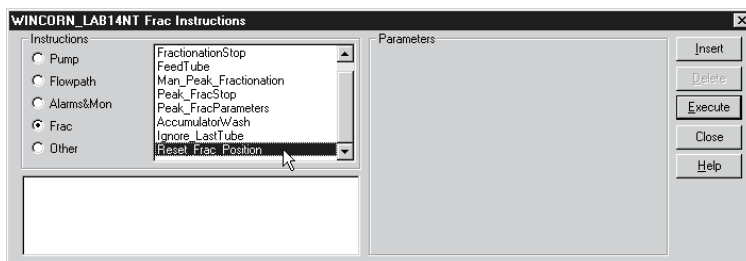 WINCORN_LAB14NT Frac Instructions
Instructions
Pump
Flowpath
Alarms&Mon
Frac
Other
FractionationStop
FeedTube
Man_Peak_Fractionation
Peak_FracStop
Peak_FracParameters
AccumulatorWash
Ignore_LastTube
Reset_Frac_Position
Parameters
Insert
Delete
Execute
Close
Help